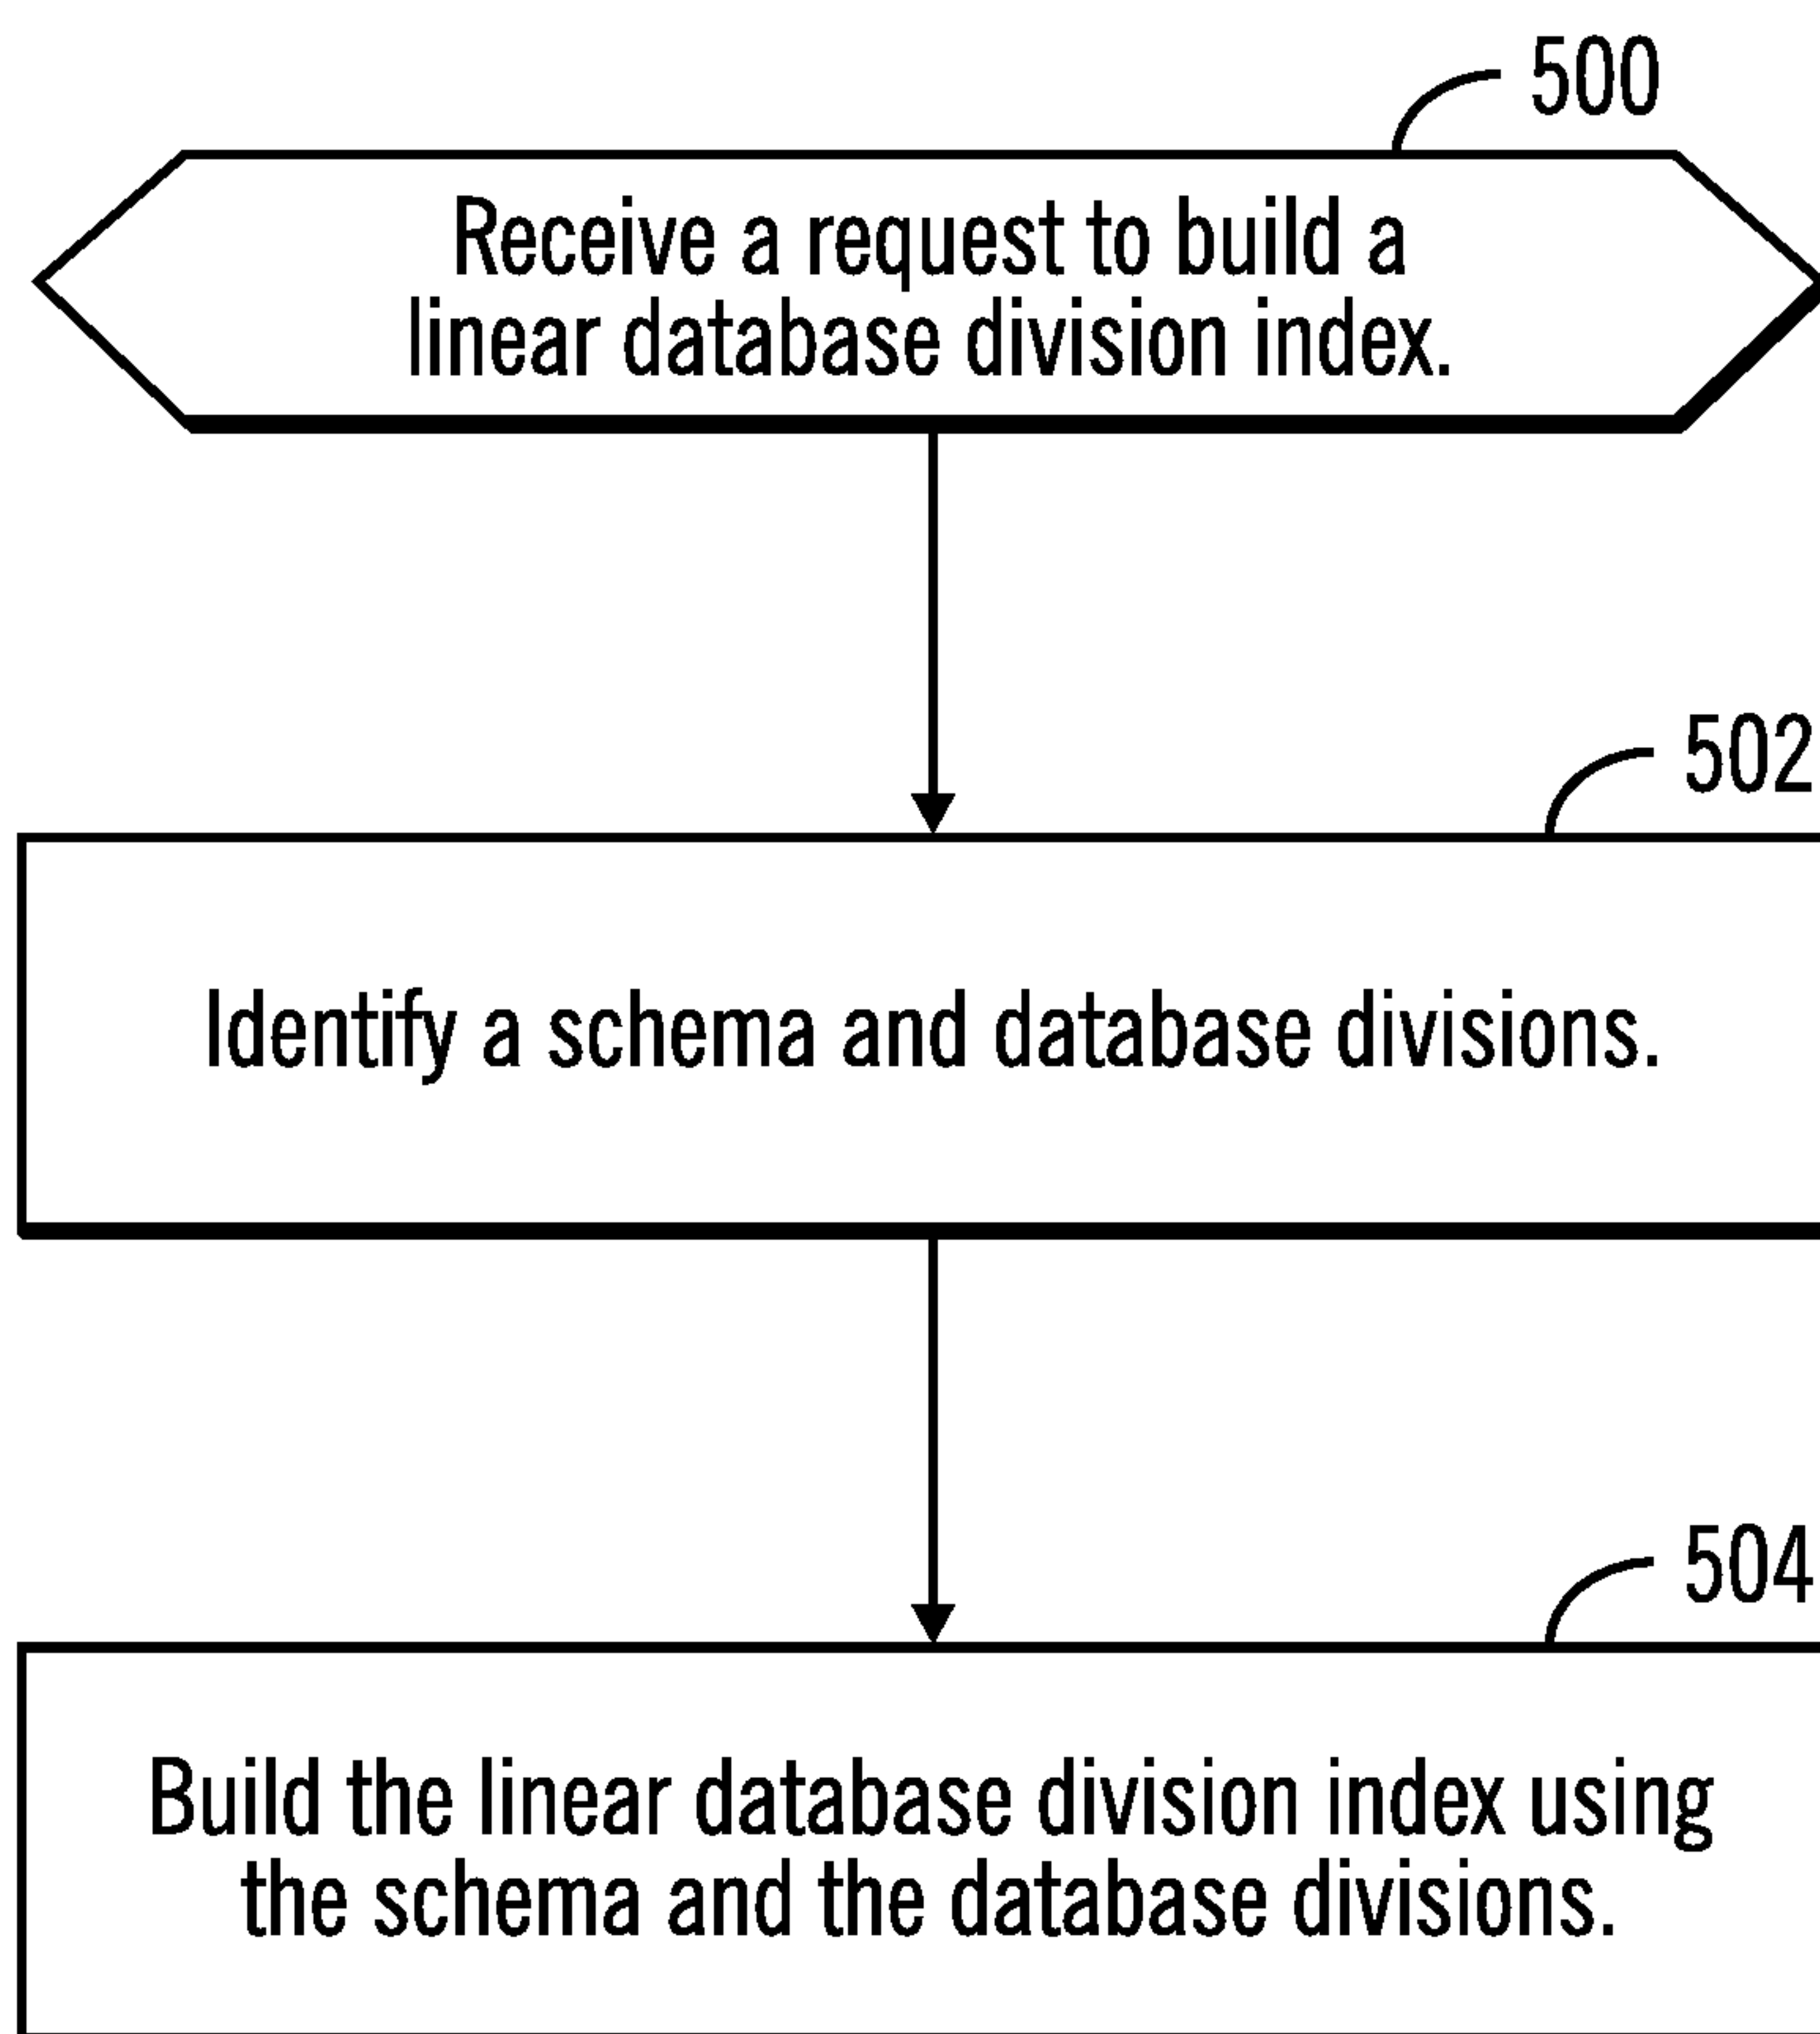 500
Receive a request to build a
linear database division index.
502
Identify a schema and database divisions.
504
Build the linear database division index using
the schema and the database divisions.